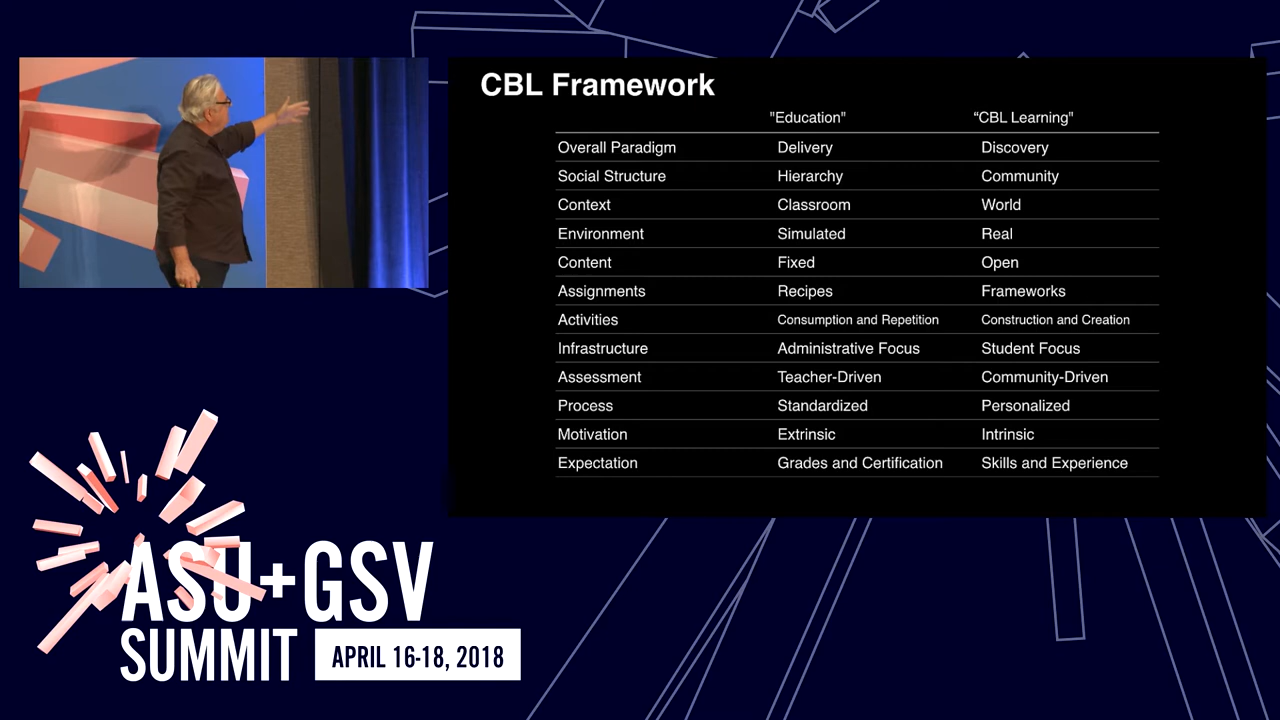 CBL Framework
"Education" “CBL Learning"
Overall Paradigm Delivery Discovery
Social Structure Hierarchy Community
Context Classroom World
Environment Simulated Real
Content Fixed Open
Assignments Recipes Frameworks
Activities Consumption and Repetition Construction and Creation
Infrastructure Administrative Focus Student Focus
Assessment Teacher-Driven Community-Driven
Process Standardized Personalized
Motivation Extrinsic Intrinsic
Expectation Grades and Certification Skills and Experience
ASU+GSV
SUMMIT APRIL 16-18, 2018